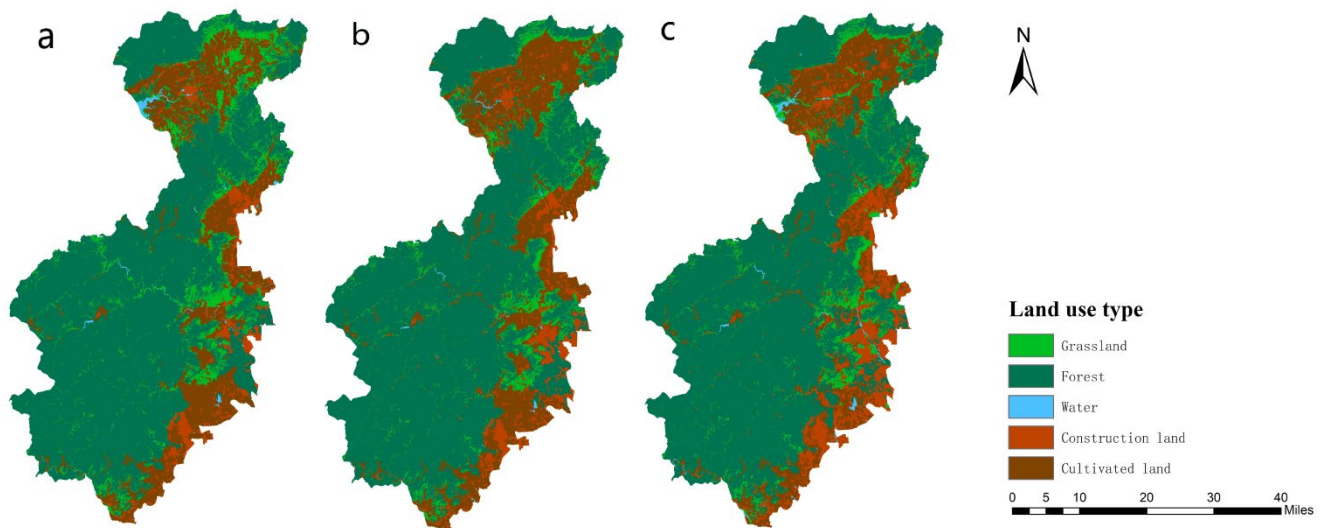 a
b
c
N
Land use type
Grassland
Forest
Water
Construction land
Cultivated land
0 5 10 20 30 40
Miles